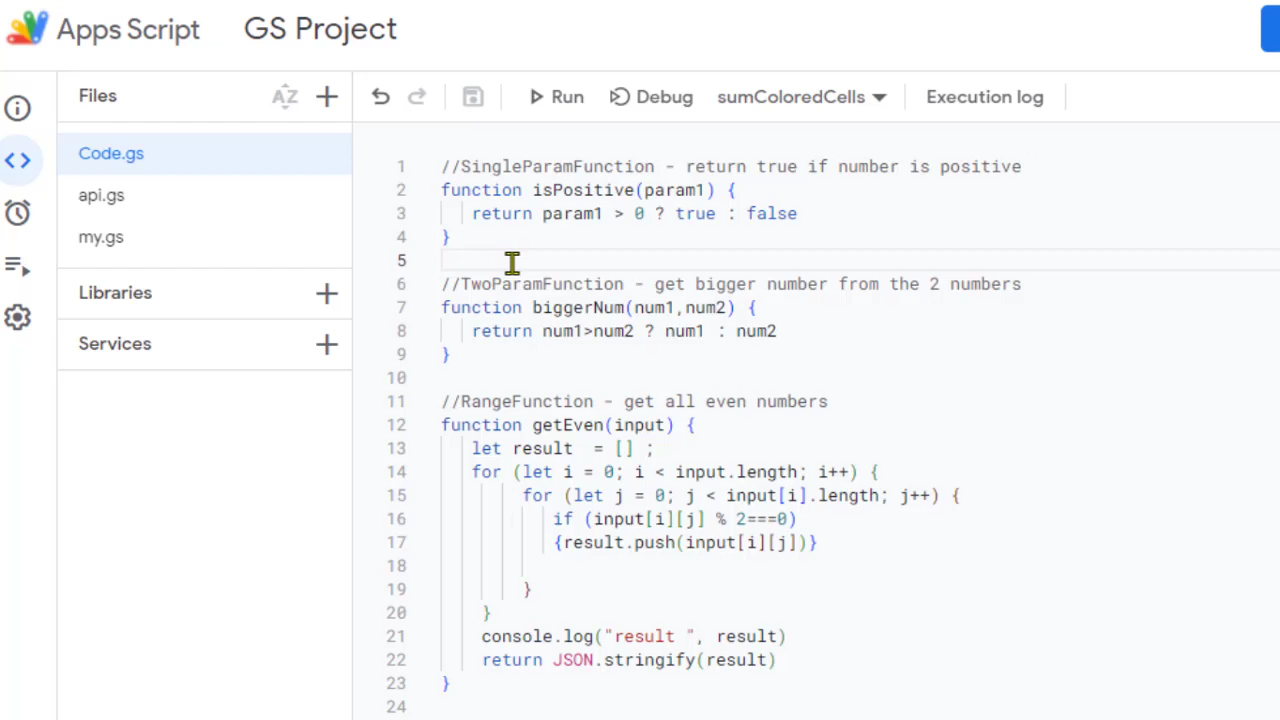 Apps Script GS Project
Files AZ + Run Debug sumColoredCells Execution log
Code.gs
api.gs
my.gs
Libraries +
Services +
1 //SingleParamFunction - return true if number is positive
2 function isPositive(param1) {
3 return param1 > 0 ? true : false
4 }
5
6 //TwoParamFunction - get bigger number from the 2 numbers
7 function biggerNum(num1,num2) {
8 return num1>num2 ? num1 : num2
9 }
10
11 //RangeFunction - get all even numbers
12 function getEven(input) {
13 let result  = [] ;
14 for (let i = 0; i < input.length; i++) {
15 for (let j = 0; j < input[i].length; j++) {
16 if (input[i][j] % 2===0)
17 {result.push(input[i][j])}
18
19 }
20 }
21 console.log("result ", result)
22 return JSON.stringify(result)
23 }
24